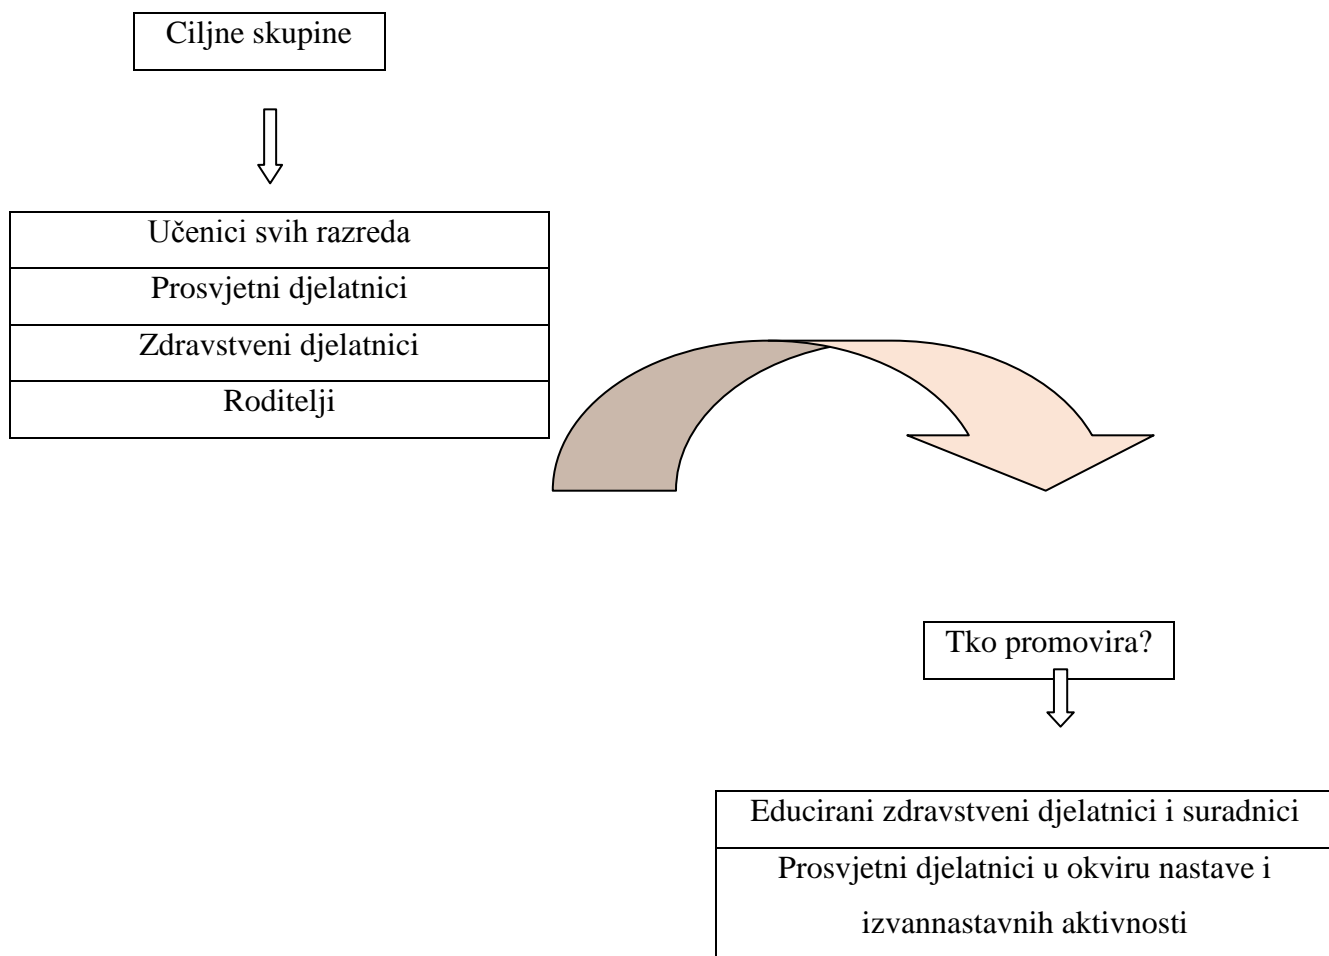 Ciljne skupine
Učenici svih razreda
Prosvjetni djelatnici
Zdravstveni djelatnici
Roditelji
Tko promovira?
Educirani zdravstveni djelatnici i suradnici
Prosvjetni djelatnici u okviru nastave i
izvannastavnih aktivnosti